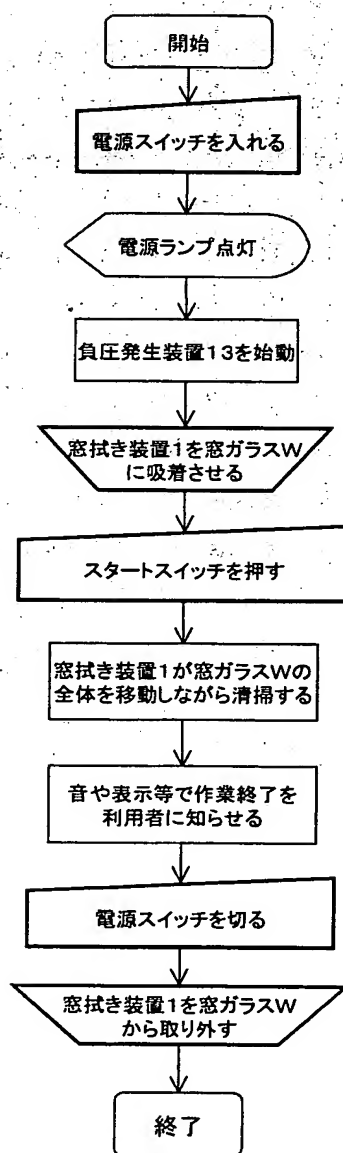 開始
電源スイッチを入れる
電源ランプ点灯
負圧発生装置13を始動
窓拭き装置1を窓ガラスW
に吸着させる
スタートスイッチを押す
窓拭き装置1が窓ガラスWの
全体を移動しながら清掃する
音や表示等で作業終了を
利用者に知らせる
電源スイッチを切る
窓拭き装置1を窓ガラスW
から取り外す
終了